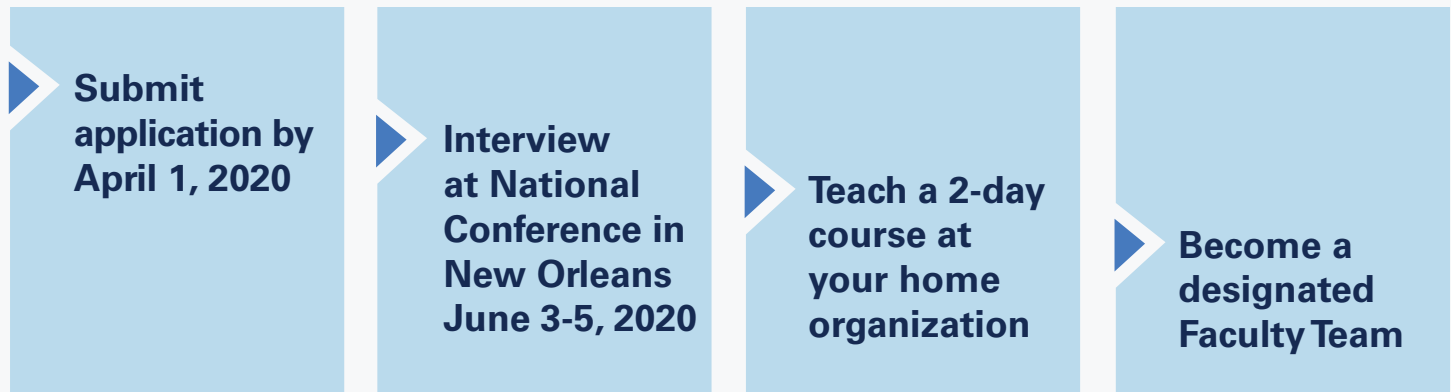 Submit
application by
April 1, 2020
Interview
at National
Conference in
New Orleans
June 3-5, 2020
Teach a 2-day
course at
your home
organization
Become a
designated
Faculty Team